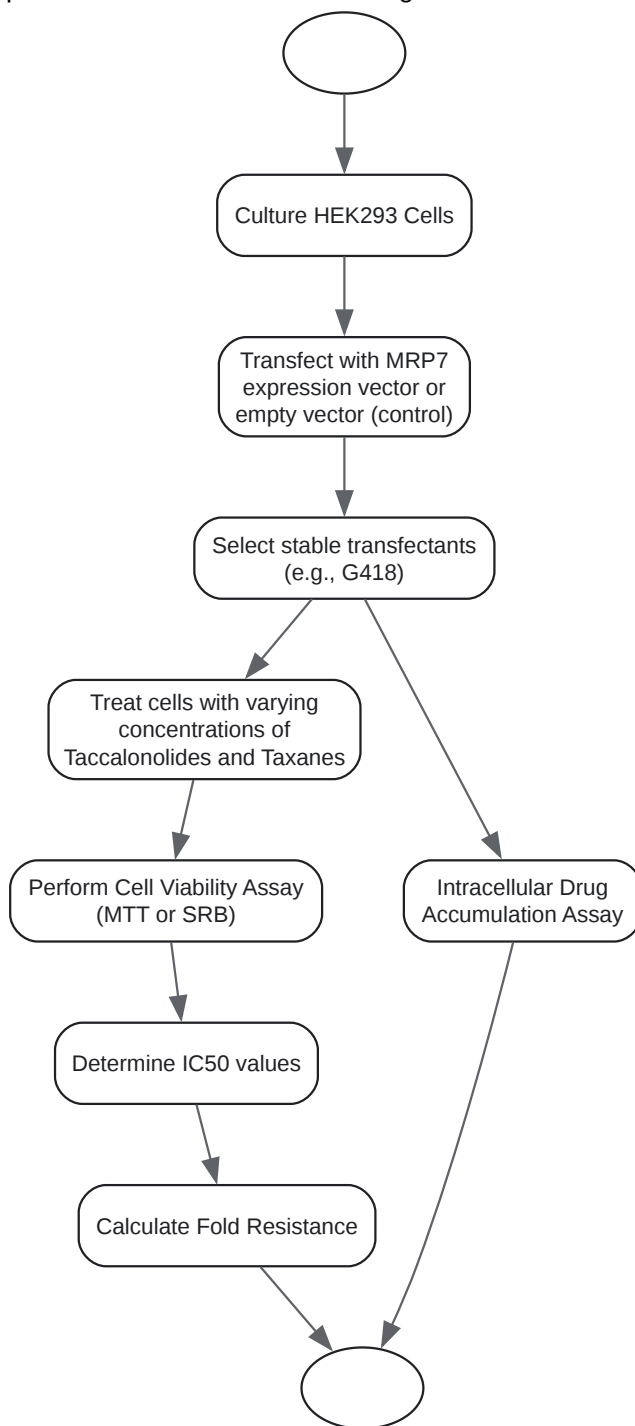 Culture HEK293 Cells
Transfect with MRP7
expression vector or
empty vector (control)
Select stable transfectants
(e.g., G418)
Treat cells with varying
concentrations of
Taccalonolides and Taxanes
Perform Cell Viability Assay
(MTT or SRB)
Intracellular Drug
Accumulation Assay
Determine IC50 values
Calculate Fold Resistance